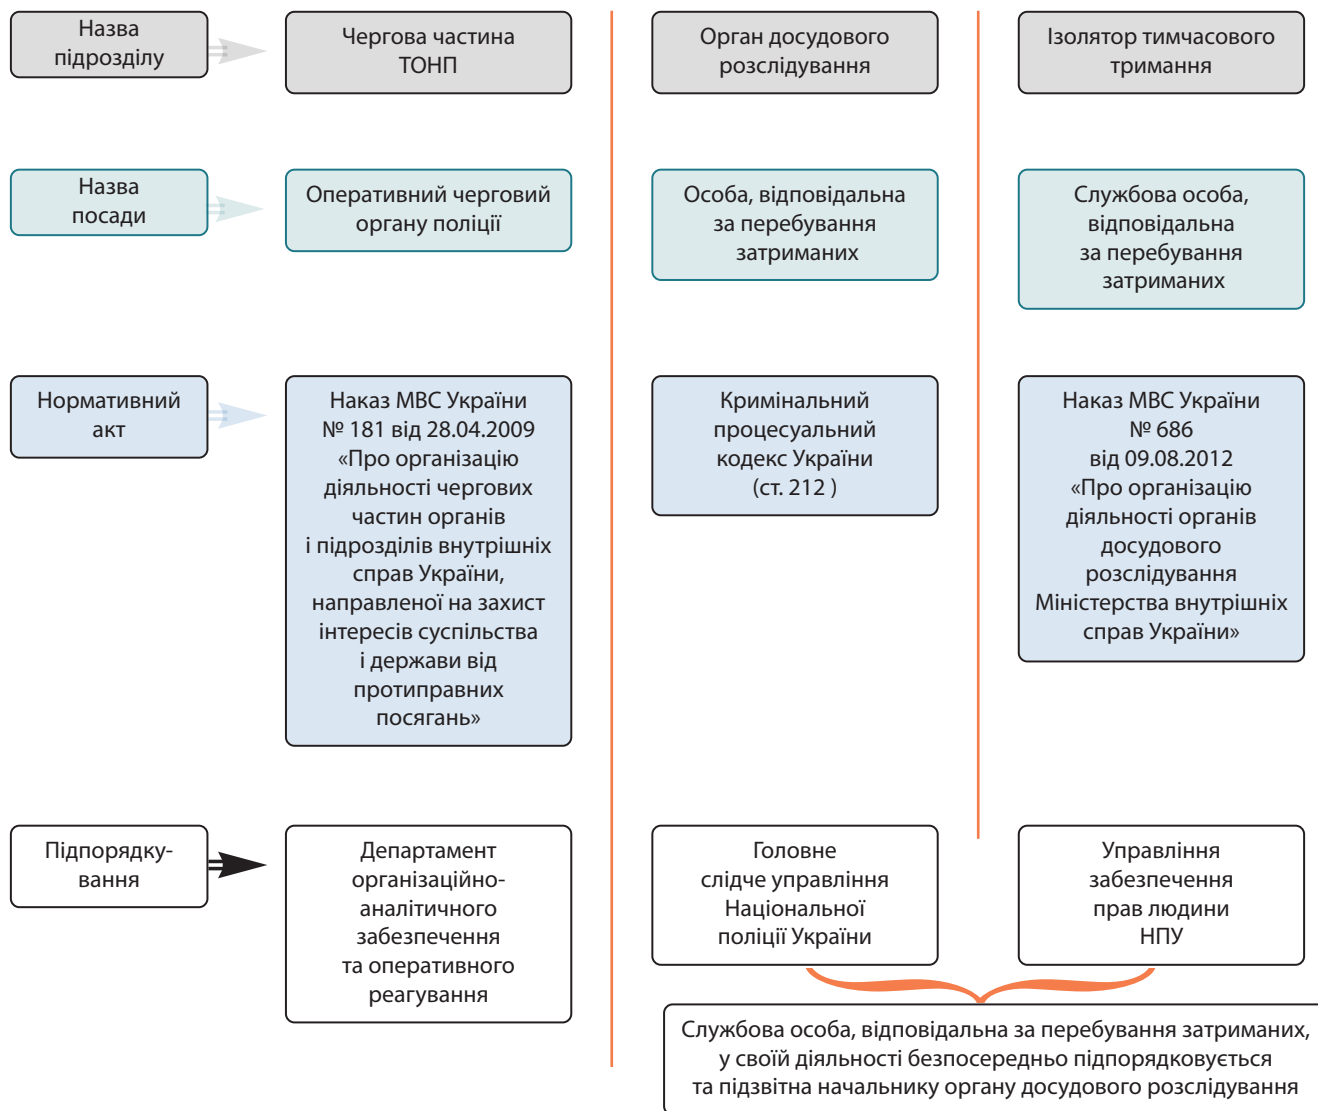 Назва
підрозділу
Чергова частина
ТОНП
Орган досудового
розслідування
Ізолятор тимчасового
тримання
Назва
посади
Оперативний черговий
органу поліції
Особа, відповідальна
за перебування
затриманих
Службова особа,
відповідальна
за перебування
затриманих
Нормативний
акт
Наказ МВС України
№ 181 від 28.04.2009
«Про організацію
діяльності чергових
частин органів
і підрозділів внутрішніх
справ України,
направленої на захист
інтересів суспільства
і держави від
протиправних
посягань»
Кримінальний
процесуальний
кодекс України
(ст. 212 )
Наказ МВС України
№ 686
від 09.08.2012
«Про організацію
діяльності органів
досудового
розслідування
Міністерства внутрішніх
справ України»
Підпорядку-
вання
Департамент
організаційно-
аналітичного
забезпечення
та оперативного
реагування
Головне
слідче управління
Національної
поліції України
Управління
забезпечення
прав людини
НПУ
Службова особа, відповідальна за перебування затриманих,
у своїй діяльності безпосередньо підпорядковується
та підзвітна начальнику органу досудового розслідування